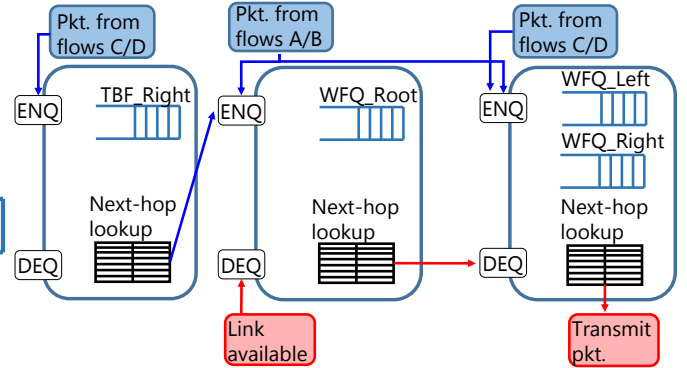 Pkt. from
flows C/D
Pkt. from
flows A/B
Pkt. from
flows C/D
ENQ
TBF_Right
Next-hop
lookup
DEQ
ENQ
WFQ_Root
Next-hop
lookup
DEQ
ENQ
WFQ_Left
WFQ_Right
Next-hop
lookup
DEQ
Link
available
Transmit
pkt.